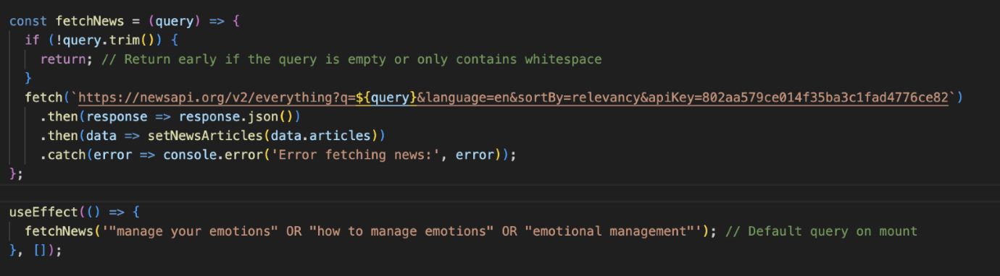 const fetchNews = (query) => {
  if (!query.trim()) {
    return; // Return early if the query is empty or only contains whitespace
  }
  fetch(`https://newsapi.org/v2/everything?q=${query}&language=en&sortBy=relevancy&apiKey=802aa579ce014f35ba3c1fad4776ce82`)
    .then(response => response.json())
    .then(data => setNewsArticles(data.articles))
    .catch(error => console.error('Error fetching news:', error));
};
useEffect(() => {
  fetchNews('"manage your emotions" OR "how to manage emotions" OR "emotional management"'); // Default query on mount
}, []);